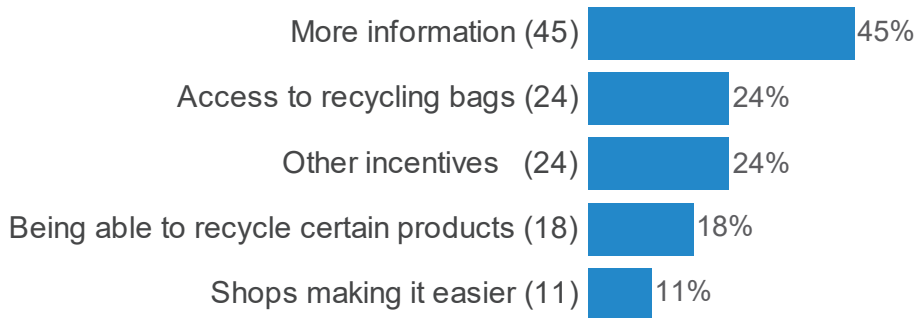 More information (45) 45%
Access to recycling bags (24) 24%
Other incentives (24) 24%
Being able to recycle certain products (18) 18%
Shops making it easier (11) 11%